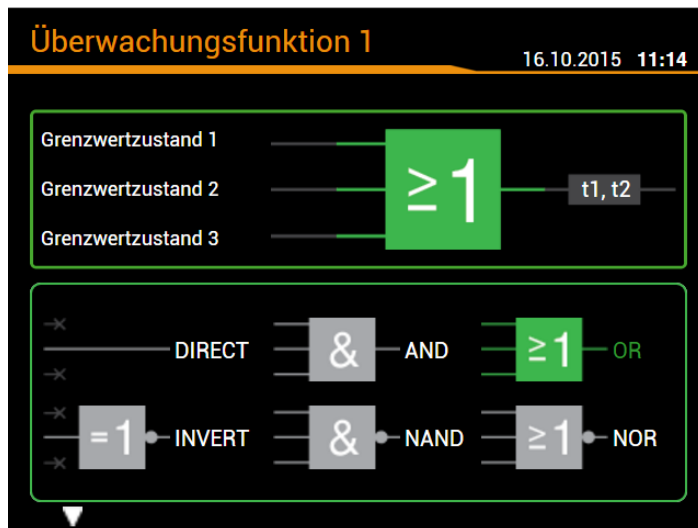 Überwachungsfunktion 1
16.10.2015 11:14
Grenzwertzustand 1
Grenzwertzustand 2
Grenzwertzustand 3
≥1
t1, t2
DIRECT
& AND
≥1 OR
=1 INVERT
& NAND
≥1 NOR